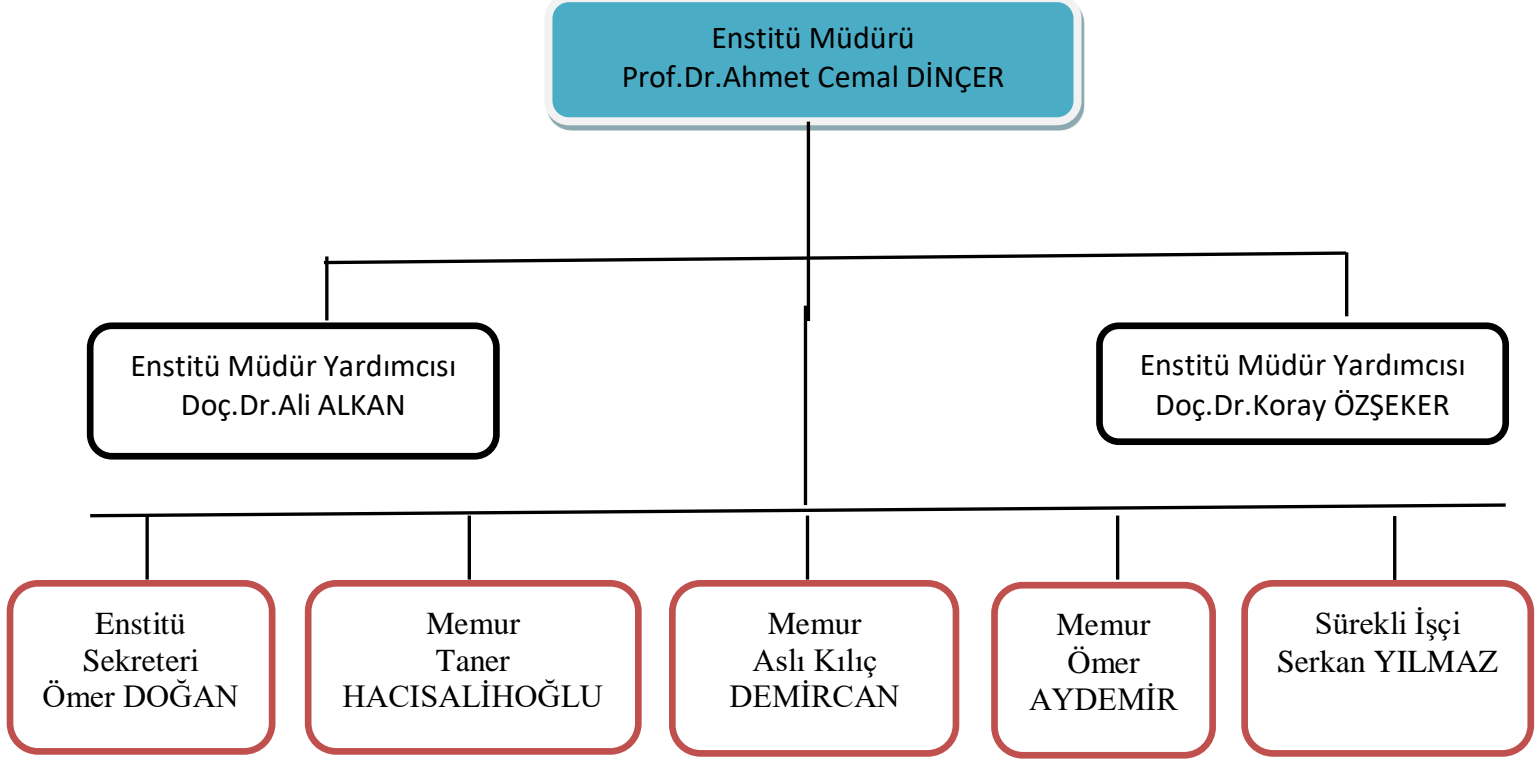 Enstitü Müdürü
Prof.Dr.Ahmet Cemal DİNÇER
Enstitü Müdür Yardımcısı
Doç.Dr.Ali ALKAN
Enstitü Müdür Yardımcısı
Doç.Dr.Koray ÖZŞEKER
Enstitü
Sekreteri
Ömer DOĞAN
Memur
Taner
HACISALİHOĞLU
Memur
Aslı Kılıç
DEMİRCAN
Memur
Ömer
AYDEMİR
Sürekli İşçi
Serkan YILMAZ